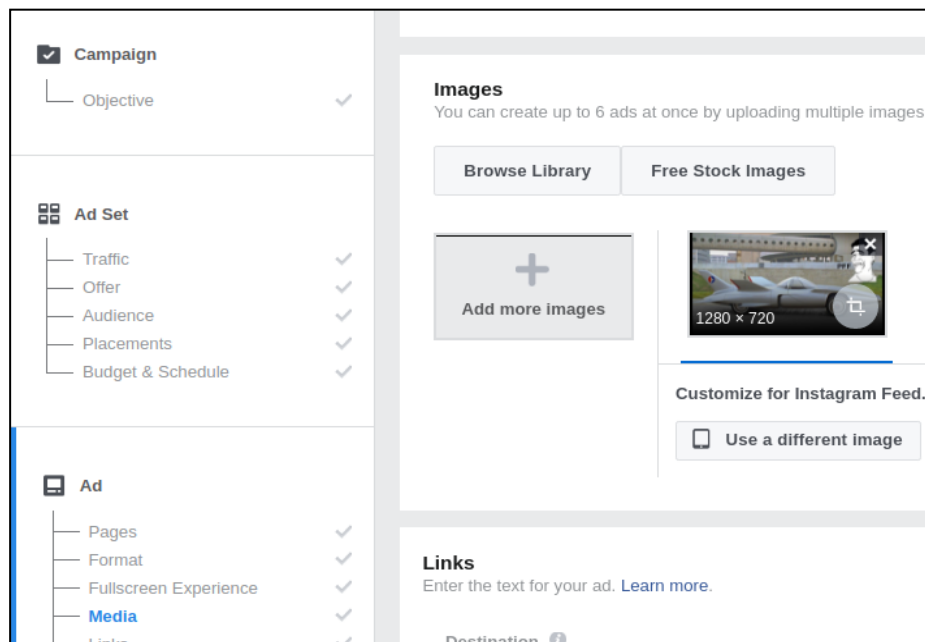 Campaign
Objective
Ad Set
Traffic
Offer
Audience
Placements
Budget & Schedule
Ad
Pages
Format
Fullscreen Experience
Media
Links
Images
You can create up to 6 ads at once by uploading multiple images
Browse Library
Free Stock Images
Add more images
1280 × 720
Customize for Instagram Feed.
Use a different image
Links
Enter the text for your ad. Learn more.
Destination